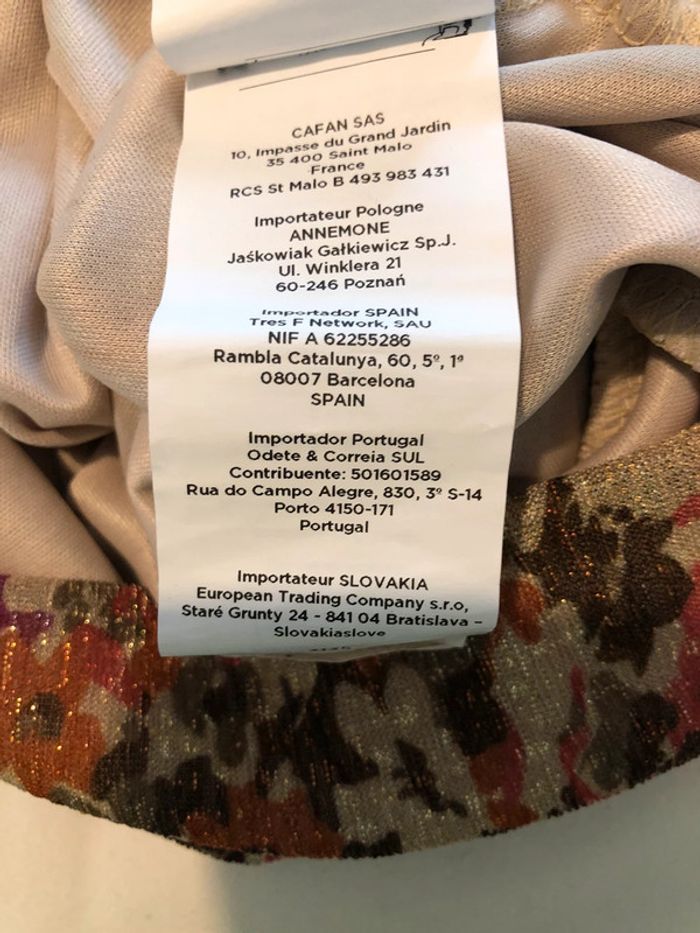 CAFAN SAS
10, Impasse du Grand Jardin
35 400 Saint Malo
France
RCS St Malo B 493 983 431
Importateur Pologne
ANNEMONE
Jaśkowiak Gałkiewicz Sp.J.
Ul. Winklera 21
60-246 Poznań
Importador SPAIN
Tres F Network, SAU
NIF A 62255286
Rambla Catalunya, 60, 5º, 1ª
08007 Barcelona
SPAIN
Importador Portugal
Odete & Correia SUL
Contribuente: 501601589
Rua do Campo Alegre, 830, 3º S-14
Porto 4150-171
Portugal
Importateur SLOVAKIA
European Trading Company s.r.o,
Staré Grunty 24 - 841 04 Bratislava –
Slovakiaslove